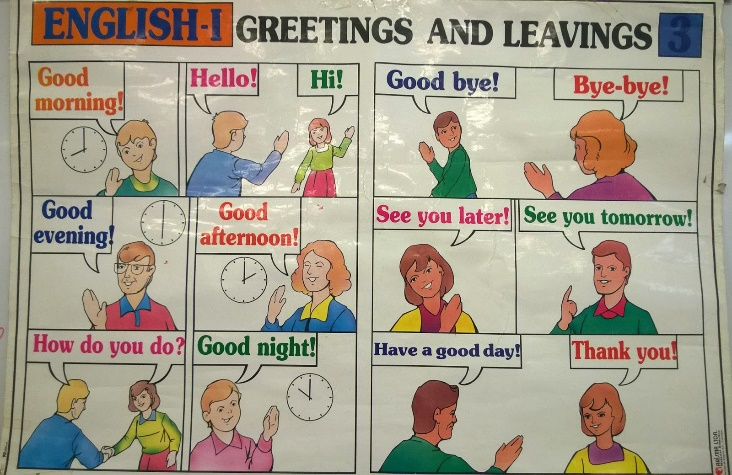 ENGLISH-I GREETINGS AND LEAVINGS 3
Good
morning!
Hello!
Hi!
Good
evening!
Good
afternoon!
How do you do?
Good night!
Good bye!
Bye-bye!
See you later!
See you tomorrow!
Have a good day!
Thank you!